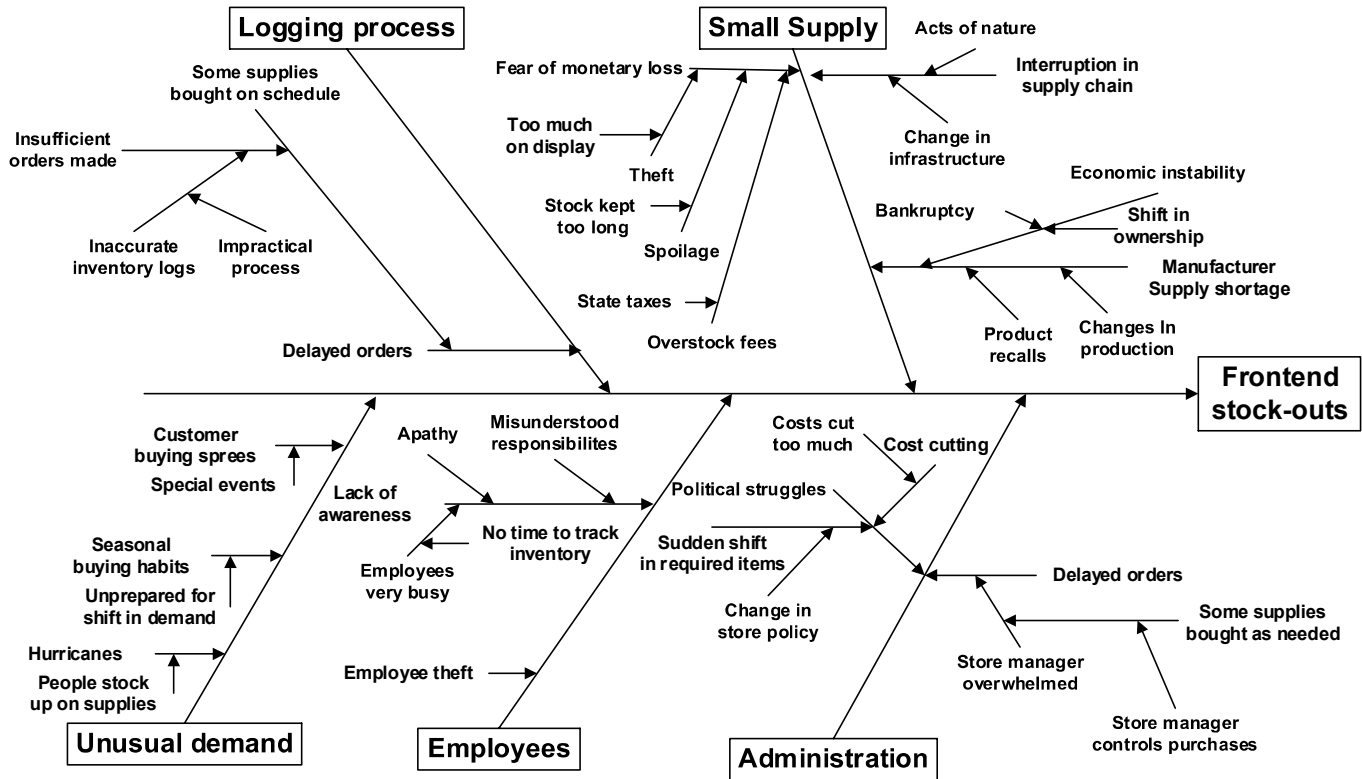 Logging process
Small Supply
Acts of nature
Some supplies
bought on schedule
Fear of monetary loss
Interruption in
supply chain
Insufficient
orders made
Too much
on display
Change in
infrastructure
Theft
Economic instability
Stock kept
too long
Bankruptcy
Shift in
ownership
Inaccurate
inventory logs
Impractical
process
Spoilage
Manufacturer
Supply shortage
State taxes
Overstock fees
Product
recalls
Changes In
production
Delayed orders
Frontend
stock-outs
Customer
buying sprees
Special events
Apathy
Misunderstood
responsibilites
Costs cut
too much
Cost cutting
Lack of
awareness
Political struggles
No time to track
inventory
Sudden shift
in required items
Seasonal
buying habits
Unprepared for
shift in demand
Employees
very busy
Change in
store policy
Delayed orders
Some supplies
bought as needed
Hurricanes
People stock
up on supplies
Employee theft
Store manager
overwhelmed
Store manager
controls purchases
Unusual demand
Employees
Administration